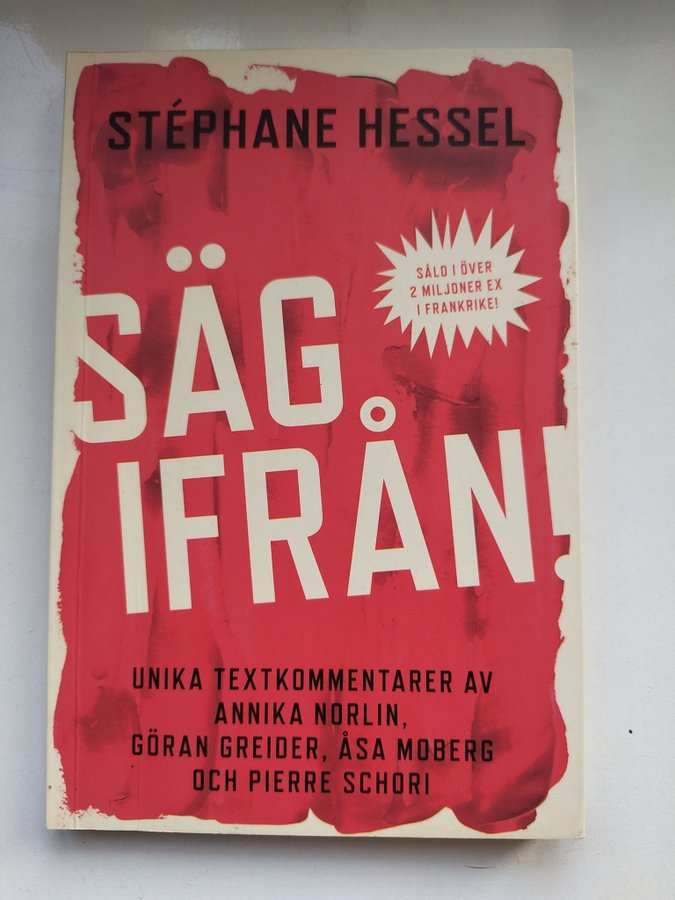 STÉPHANE HESSEL
SÅLD I ÖVER
2 MILJONER EX
I FRANKRIKE!
SÄG
IFRÅN!
UNIKA TEXTKOMMENTARER AV
ANNIKA NORLIN,
GÖRAN GREIDER, ÅSA MOBERG
OCH PIERRE SCHORI